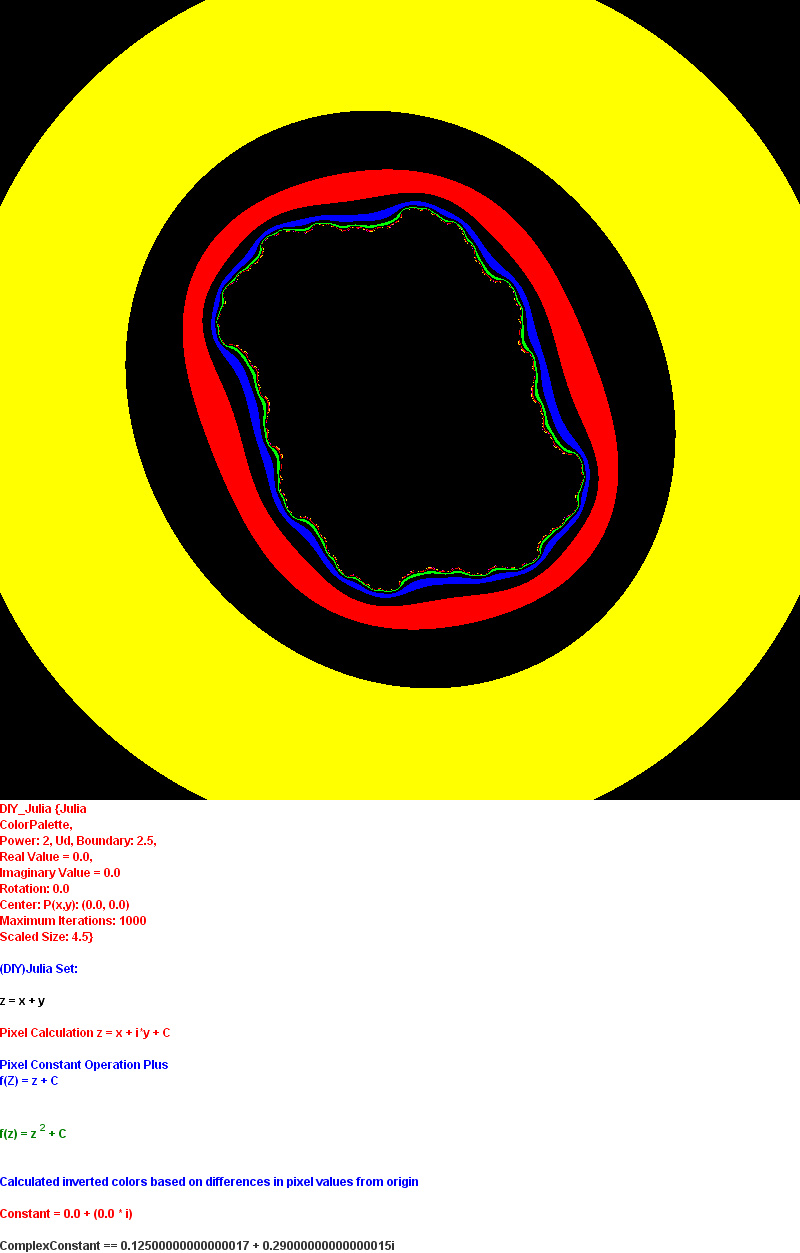 DIY_Julia {Julia
ColorPalette,
Power: 2, Ud, Boundary: 2.5,
Real Value = 0.0,
Imaginary Value = 0.0
Rotation: 0.0
Center: P(x,y): (0.0, 0.0)
Maximum Iterations: 1000
Scaled Size: 4.5}
(DIY)Julia Set:
z = x + y
Pixel Calculation z = x + i*y + C
Pixel Constant Operation Plus
f(Z) = z + C
f(z) = z ² + C
Calculated inverted colors based on differences in pixel values from origin
Constant = 0.0 + (0.0 * i)
ComplexConstant == 0.12500000000000017 + 0.29000000000000015i